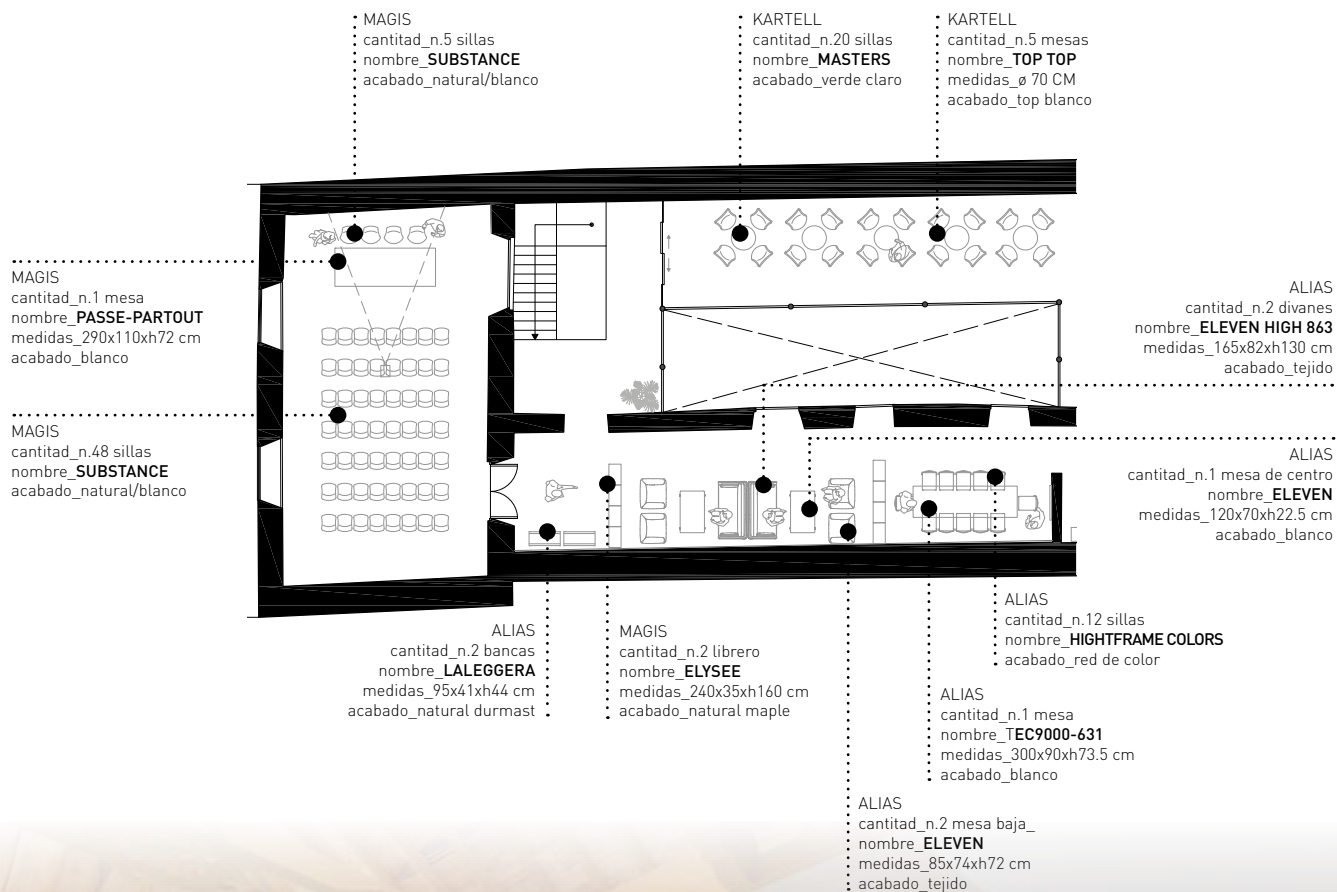 MAGIS
cantitad_n.5 sillas
nombre_SUBSTANCE
acabado_natural/blanco
KARTELL
cantitad_n.20 sillas
nombre_MASTERS
acabado_verde claro
KARTELL
cantitad_n.5 mesas
nombre_TOP TOP
medidas_ø 70 CM
acabado_top blanco
MAGIS
cantitad_n.1 mesa
nombre_PASSE-PARTOUT
medidas_290x110xh72 cm
acabado_blanco
ALIAS
cantitad_n.2 divanes
nombre_ELEVEN HIGH 863
medidas_165x82xh130 cm
acabado_tejido
MAGIS
cantitad_n.48 sillas
nombre_SUBSTANCE
acabado_natural/blanco
ALIAS
cantitad_n.1 mesa de centro
nombre_ELEVEN
medidas_120x70xh22.5 cm
acabado_blanco
ALIAS
cantitad_n.2 bancas
nombre_LALEGGERA
medidas_95x41xh44 cm
acabado_natural durmast
MAGIS
cantitad_n.2 librero
nombre_ELYSEE
medidas_240x35xh160 cm
acabado_natural maple
ALIAS
cantitad_n.12 sillas
nombre_HIGHTFRAME COLORS
acabado_red de color
ALIAS
cantitad_n.1 mesa
nombre_TEC9000-631
medidas_300x90xh73.5 cm
acabado_blanco
ALIAS
cantitad_n.2 mesa baja_
nombre_ELEVEN
medidas_85x74xh72 cm
acabado_tejido